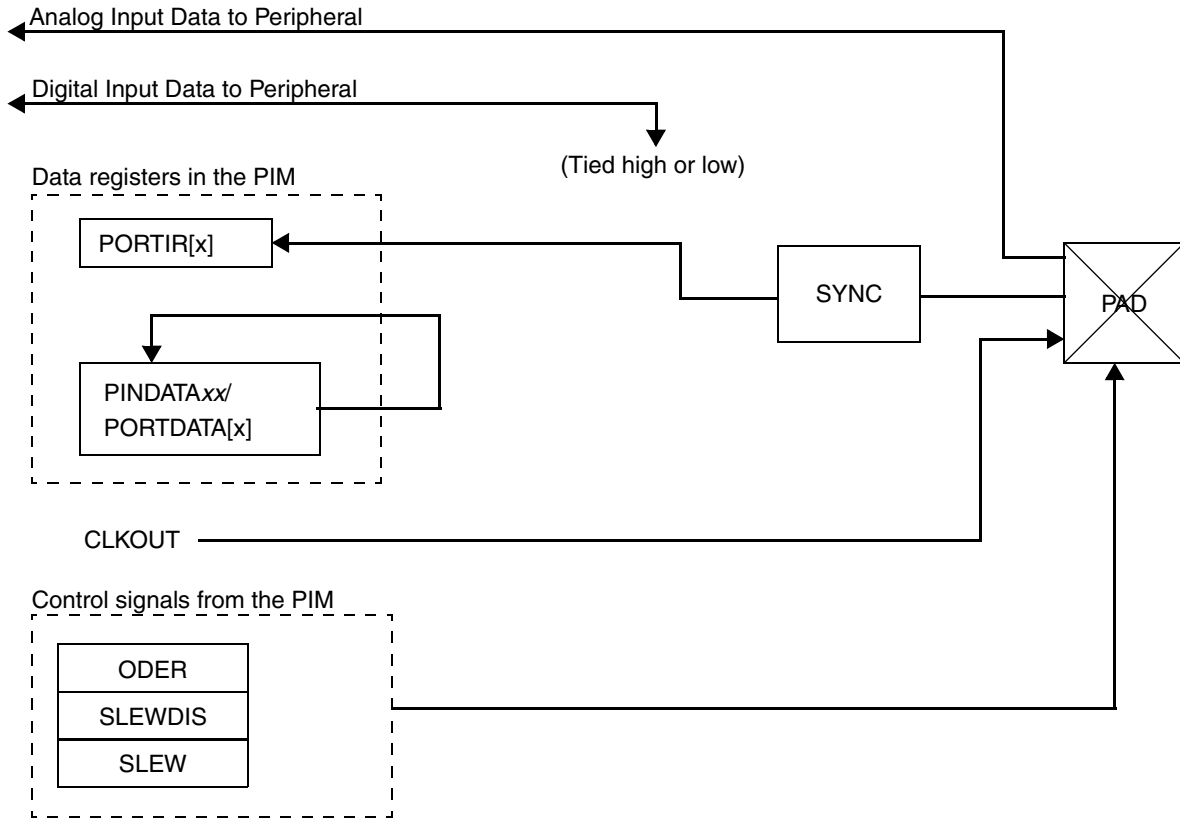 Analog Input Data to Peripheral
Digital Input Data to Peripheral
(Tied high or low)
Data registers in the PIM
PORTIR[x]
SYNC
PAD
PINDATAxx/
PORTDATA[x]
CLKOUT
Control signals from the PIM
ODER
SLEWDIS
SLEW